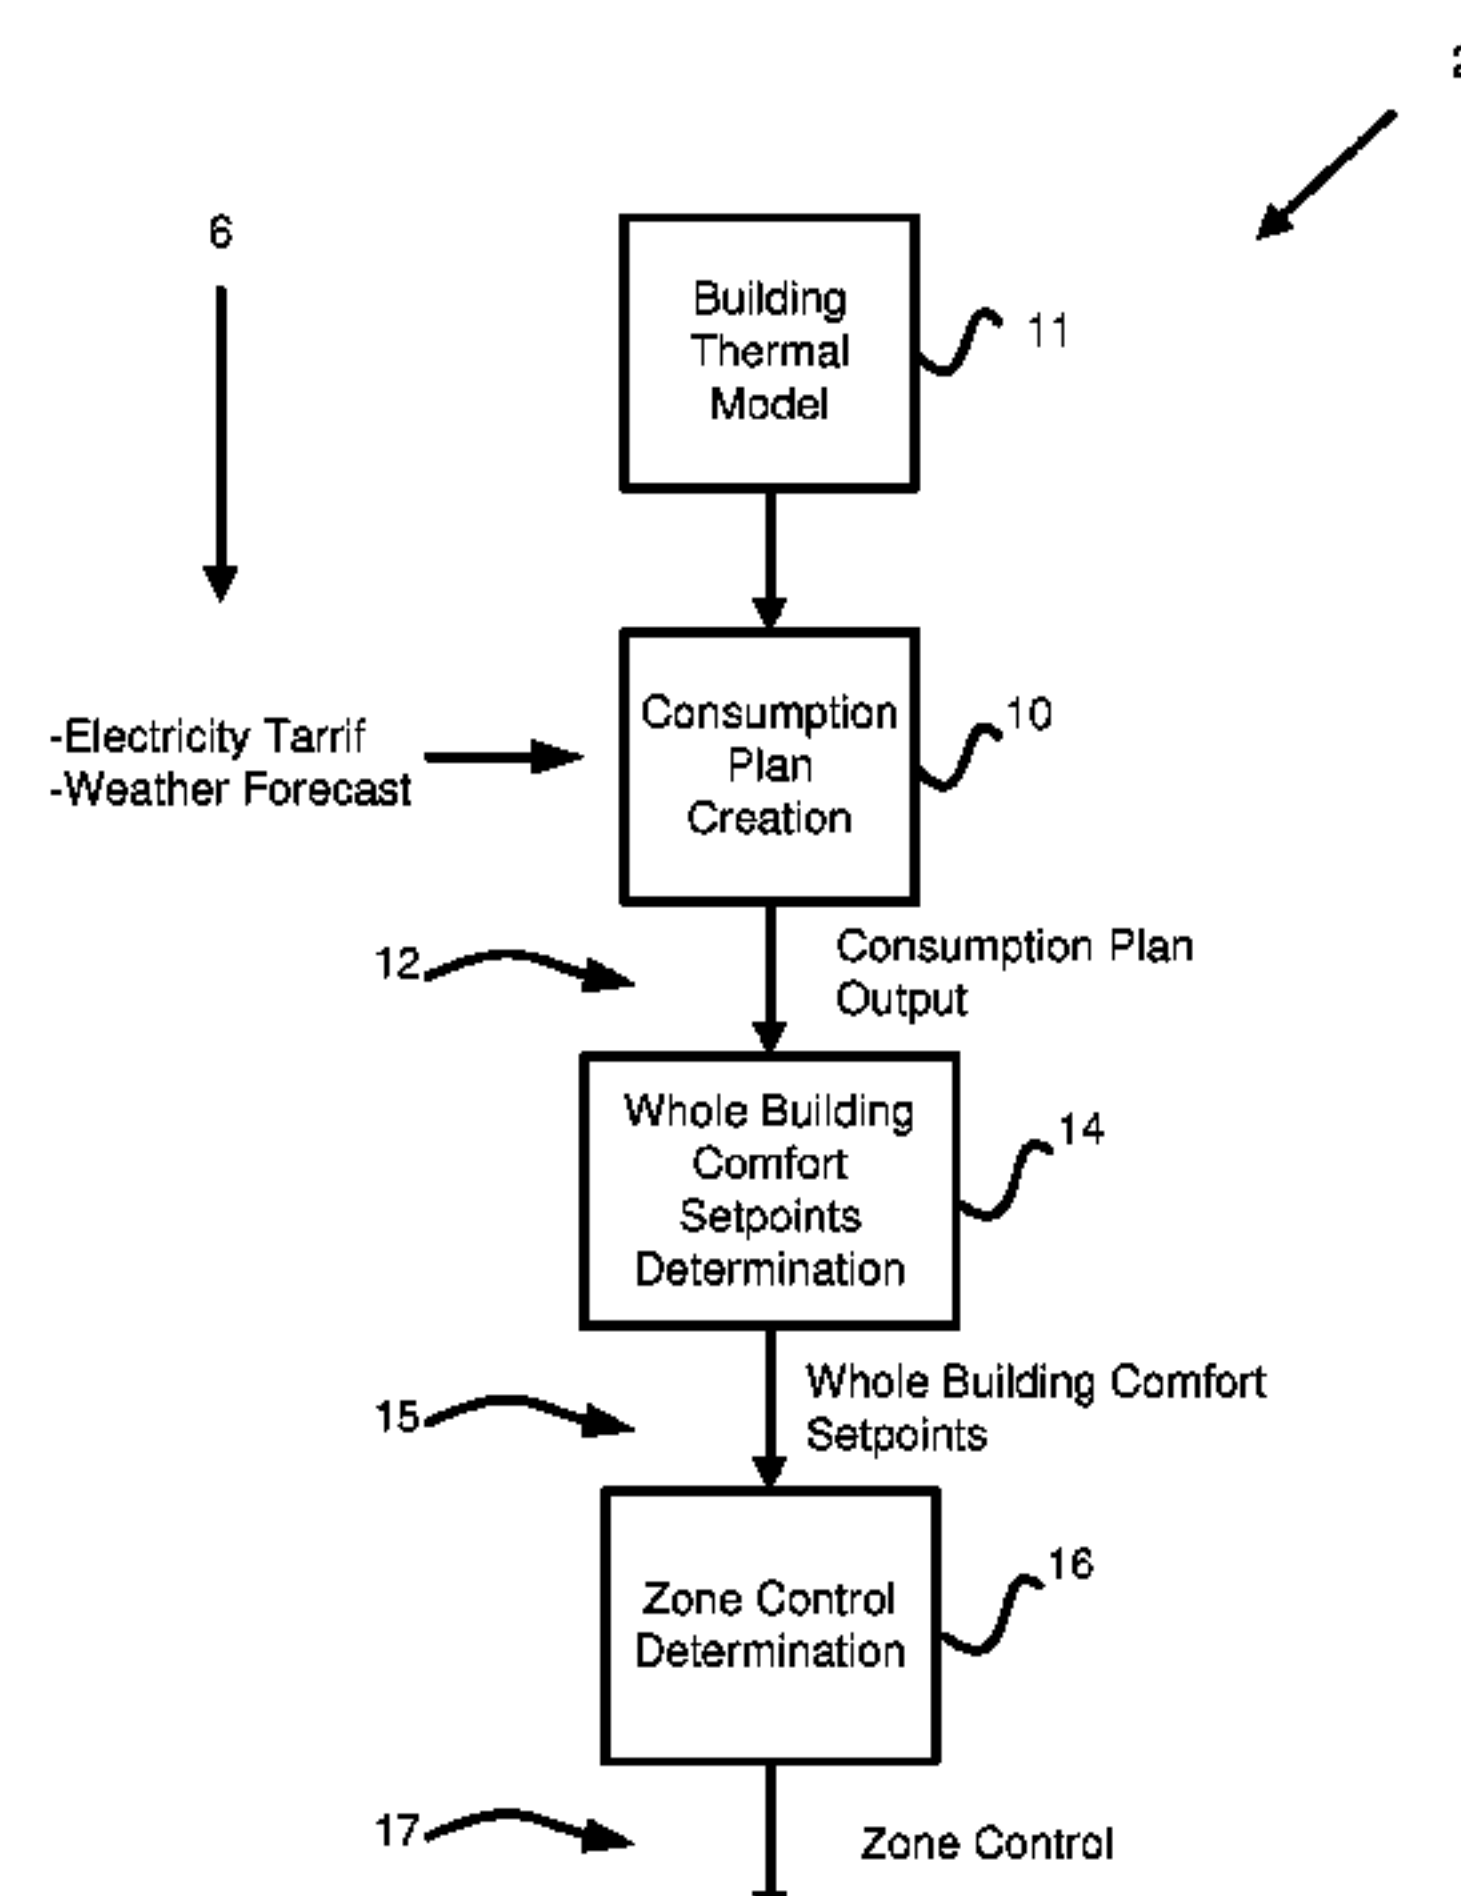 2
6
Building
Thermal
Model
11
-Electricity Tarrif
-Weather Forecast
Consumption
Plan
Creation
10
12
Consumption Plan
Output
Whole Building
Comfort
Setpoints
Determination
14
15
Whole Building Comfort
Setpoints
Zone Control
Determination
16
17
Zone Control